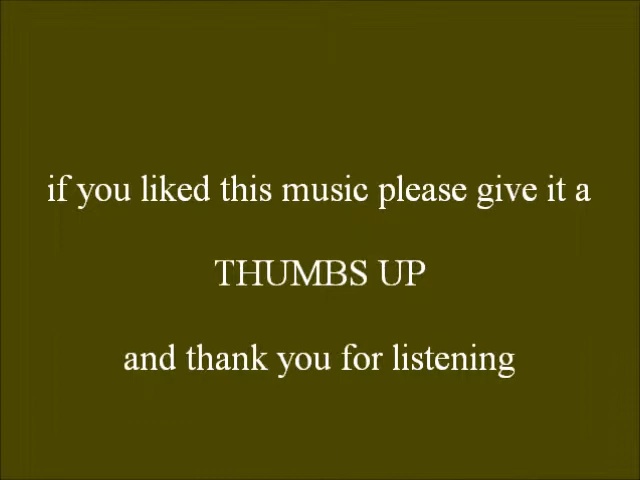 if you liked this music please give it a
THUMBS UP
and thank you for listening